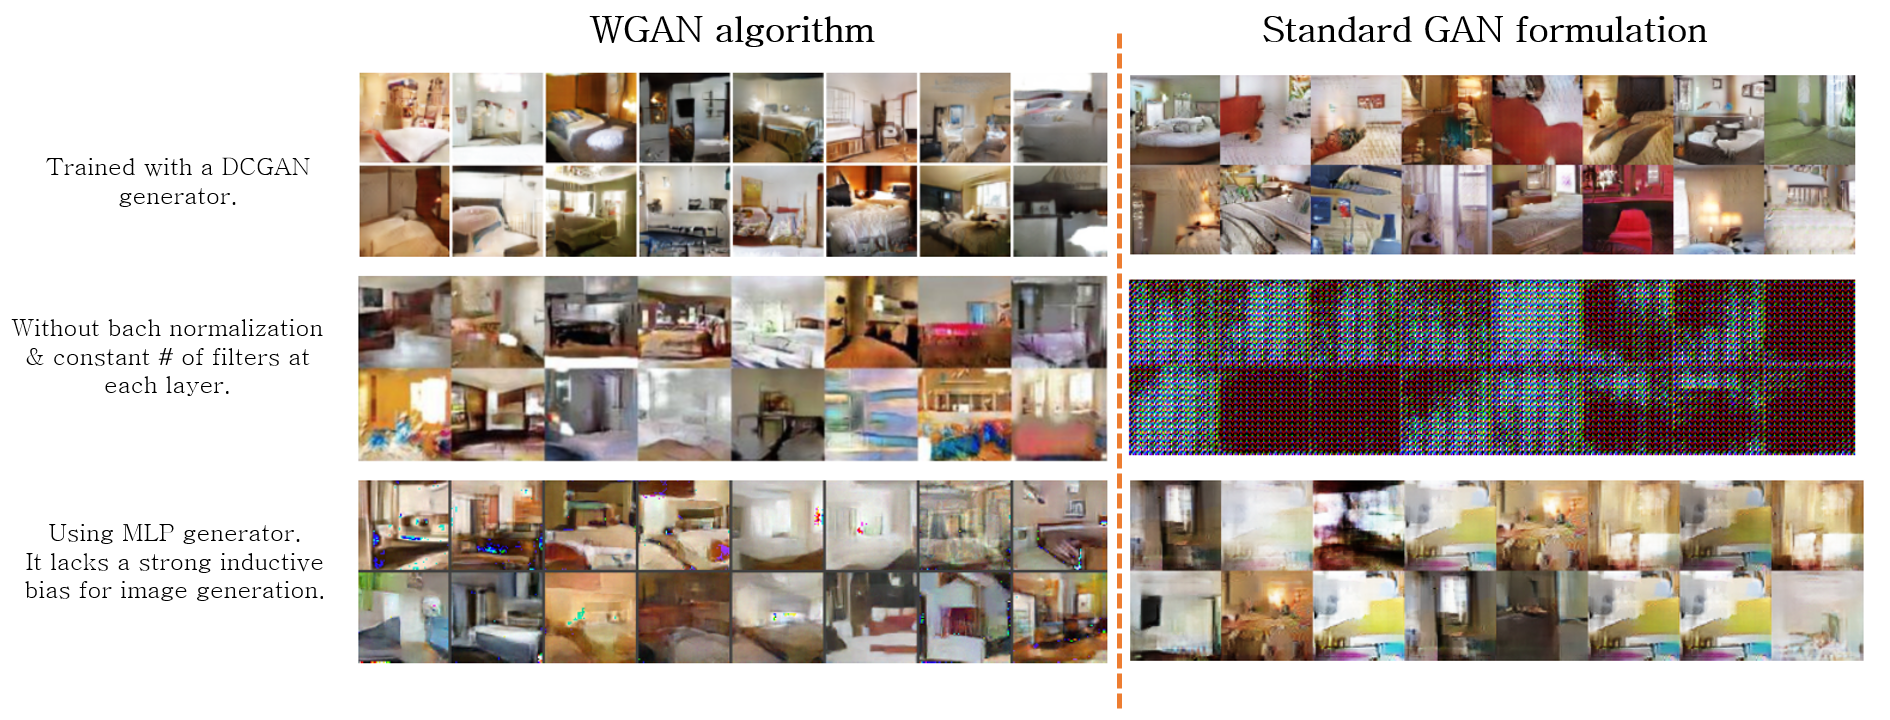 WGAN algorithm
Standard GAN formulation
Trained with a DCGAN
generator.
Without bach normalization
& constant # of filters at
each layer.
Using MLP generator.
It lacks a strong inductive
bias for image generation.